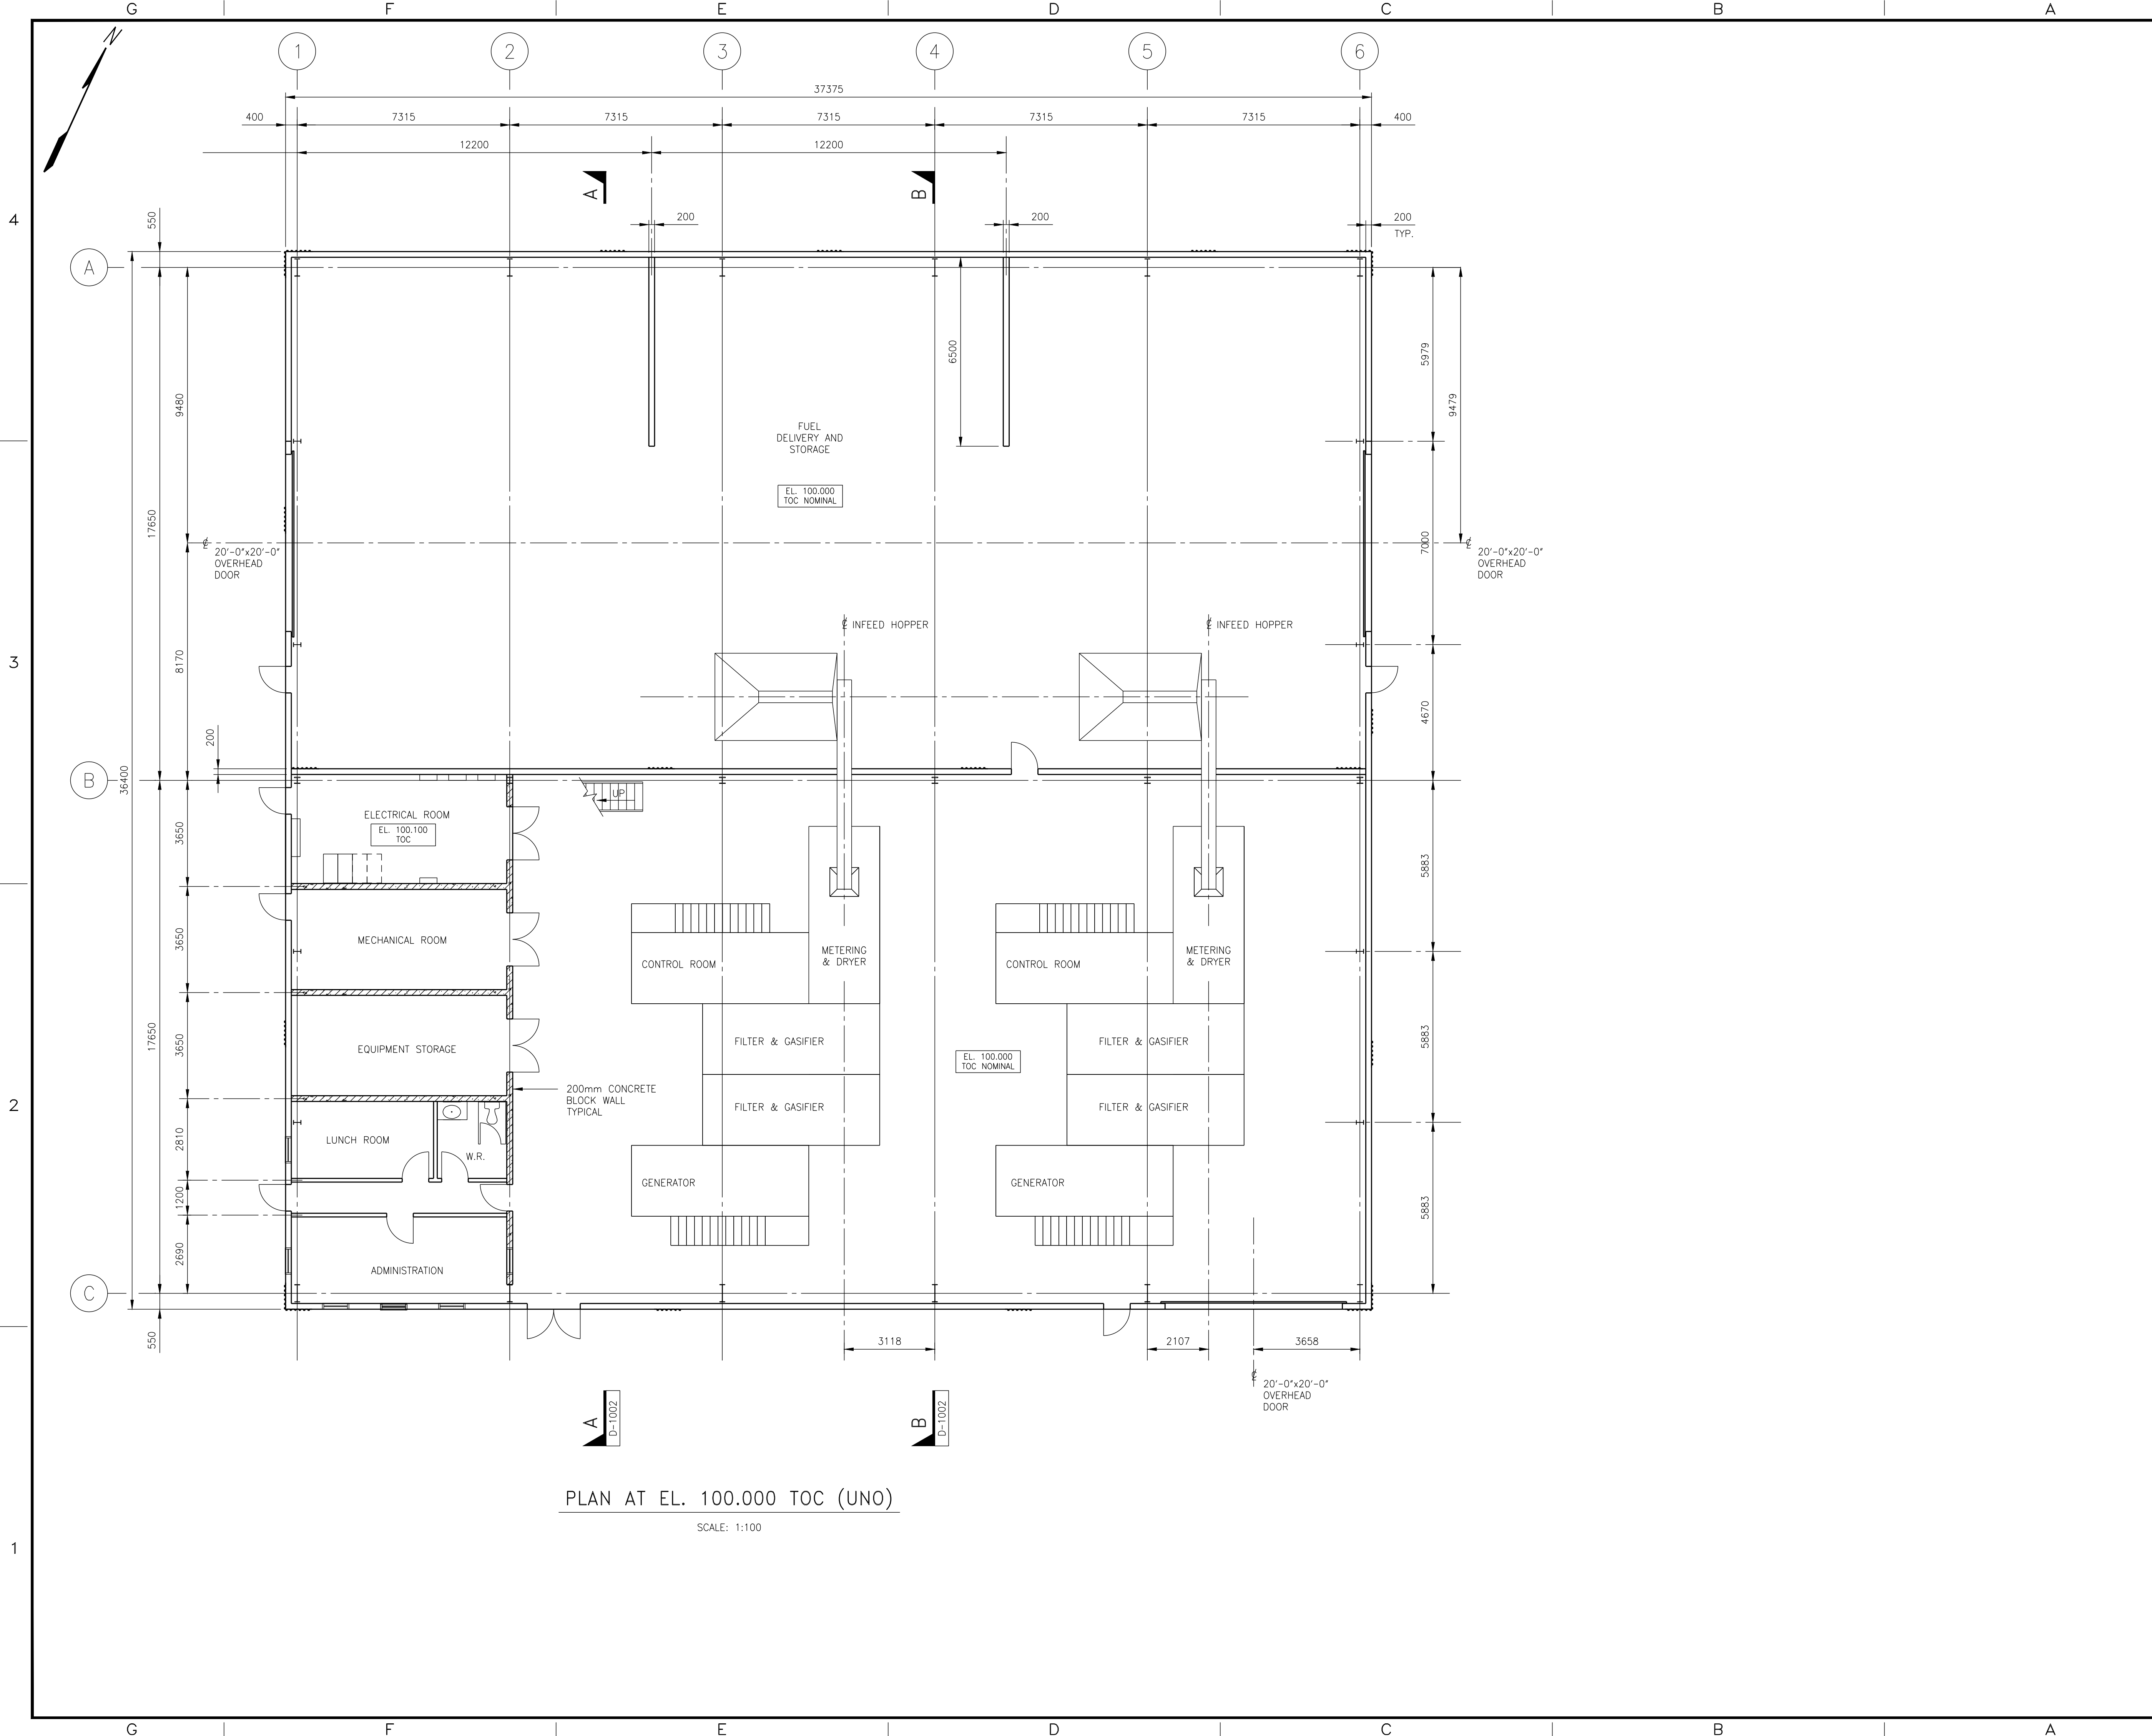 G F E D C B A
N
1 2 3 4 5 6
37375
400 7315 7315 7315 7315 7315 400
12200 12200
A B
4
550
200 200 200
TYP.
A
6500
5979
9479
9480
FUEL
DELIVERY AND
STORAGE
EL. 100.000
TOC NOMINAL
17650
7000
℄ 20'-0"x20'-0"
OVERHEAD
DOOR
℄ 20'-0"x20'-0"
OVERHEAD
DOOR
℄ INFEED HOPPER
℄ INFEED HOPPER
3
8170
4670
200
B
36400
UP
ELECTRICAL ROOM
EL. 100.100
TOC
3650
5883
MECHANICAL ROOM
3650
CONTROL ROOM
METERING
& DRYER
CONTROL ROOM
METERING
& DRYER
17650
3650
EQUIPMENT STORAGE
FILTER & GASIFIER
FILTER & GASIFIER
5883
EL. 100.000
TOC NOMINAL
200mm CONCRETE
BLOCK WALL
TYPICAL
2
FILTER & GASIFIER
FILTER & GASIFIER
2810
LUNCH ROOM
W.R.
GENERATOR
GENERATOR
1200
5883
2690
ADMINISTRATION
C
550
3118 2107 3658
℄ 20'-0"x20'-0"
OVERHEAD
DOOR
A D-1002
B D-1002
PLAN AT EL. 100.000 TOC (UNO)
SCALE: 1:100
1
G F E D C B A